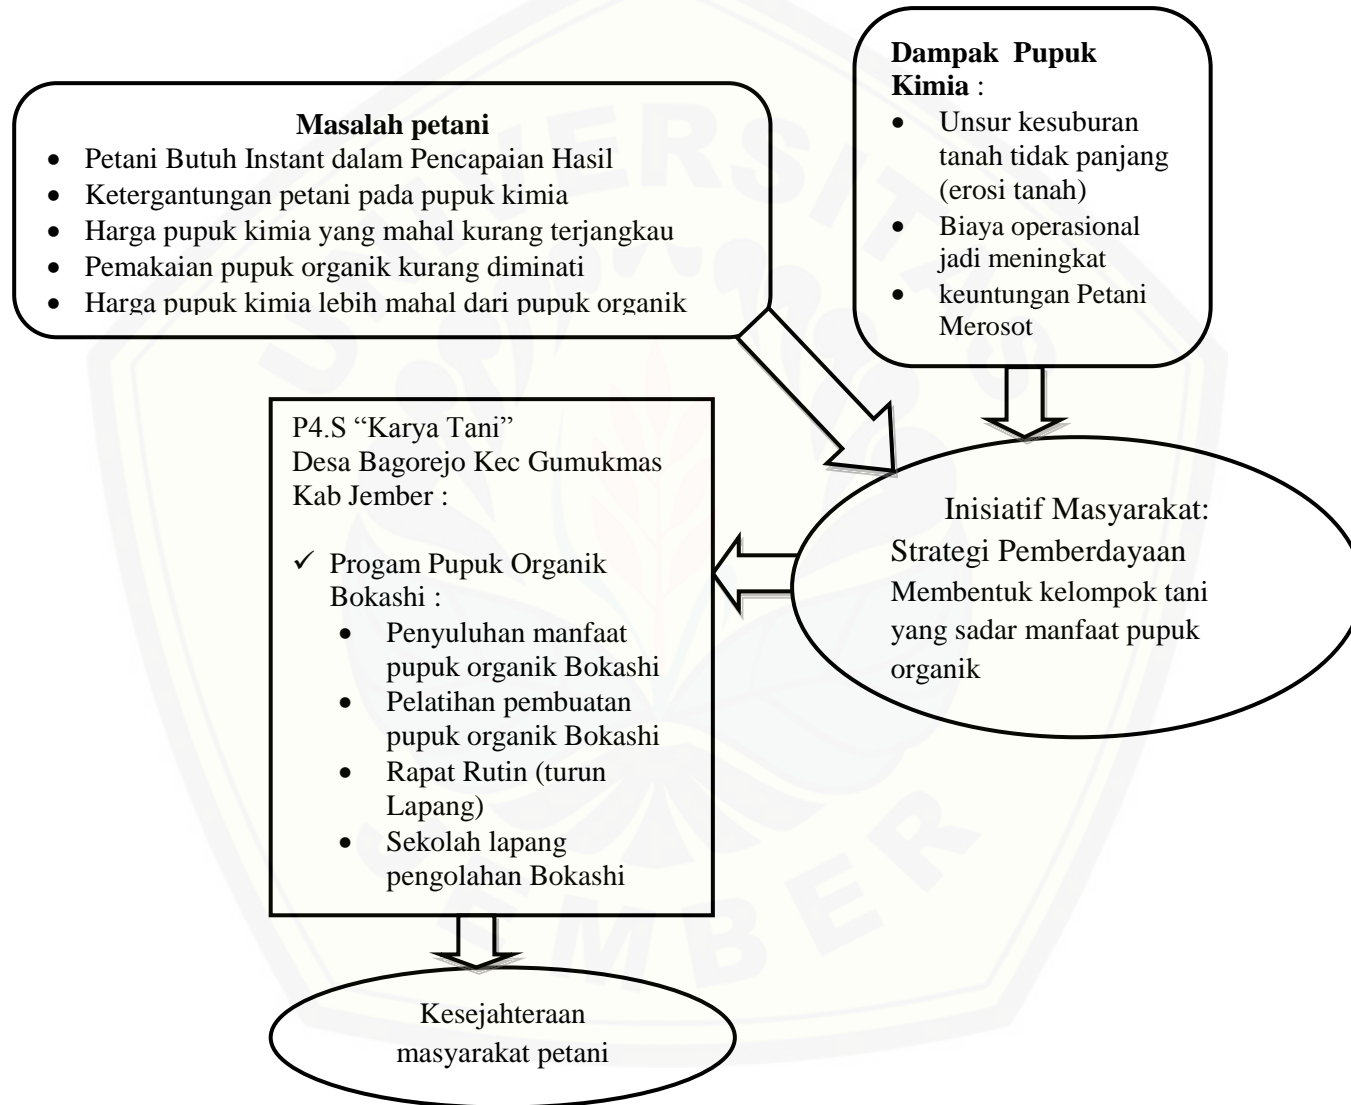 Dampak Pupuk
Kimia :
• Unsur kesuburan
tanah tidak panjang
(erosi tanah)
• Biaya operasional
jadi meningkat
• keuntungan Petani
Merosot
Masalah petani
• Petani Butuh Instant dalam Pencapaian Hasil
• Ketergantungan petani pada pupuk kimia
• Harga pupuk kimia yang mahal kurang terjangkau
• Pemakaian pupuk organik kurang diminati
• Harga pupuk kimia lebih mahal dari pupuk organik
P4.S “Karya Tani”
Desa Bagorejo Kec Gumukmas
Kab Jember :
✓ Progam Pupuk Organik
Bokashi :
• Penyuluhan manfaat
pupuk organik Bokashi
• Pelatihan pembuatan
pupuk organik Bokashi
• Rapat Rutin (turun
Lapang)
• Sekolah lapang
pengolahan Bokashi
Inisiatif Masyarakat:
Strategi Pemberdayaan
Membentuk kelompok tani
yang sadar manfaat pupuk
organik
Kesejahteraan
masyarakat petani
UNIVERSITAS
JEMBER